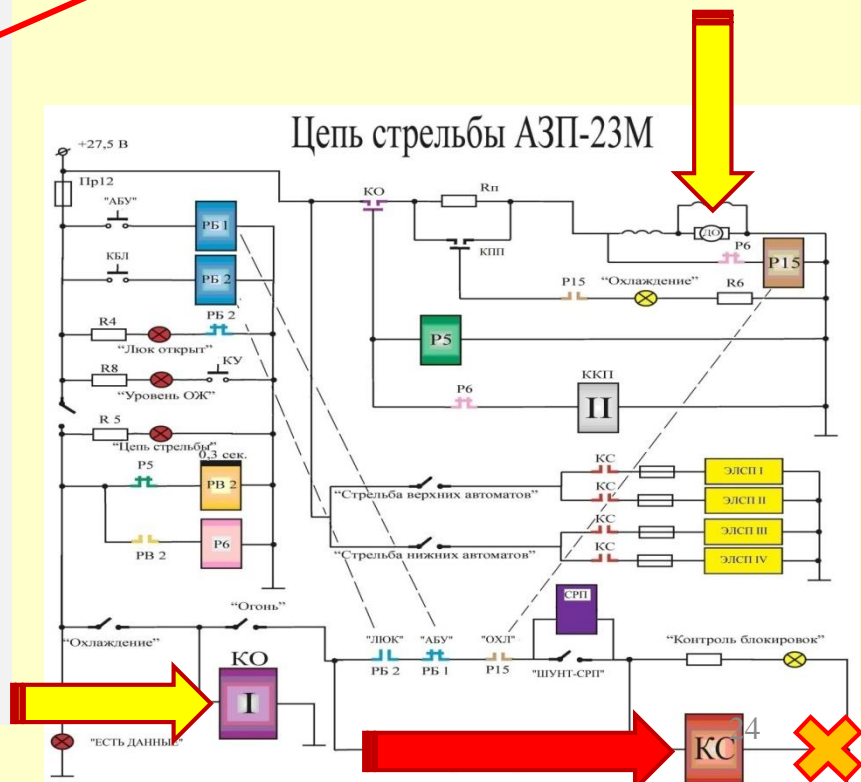 Цепь стрельбы АЗП-23М
+27,5 В
Пр12
"АБУ"
РБ 1
КБЛ
РБ 2
R4
РБ 2
“Люк открыт”
R8
КУ
“Уровень ОЖ”
R 5
“Цепь стрельбы”
0,3 сек.
Р5
РВ 2
РВ 2
Р6
КО
Rп
КПП
ДО
Р6
Р15
Р15
“Охлаждение”
R6
Р5
Р6
ККП
II
“Стрельба верхних автоматов”
КС
ЭЛСП I
КС
ЭЛСП II
“Стрельба нижних автоматов”
КС
ЭЛСП III
КС
ЭЛСП IV
“Охлаждение”
“Огонь”
КО
I
"ЕСТЬ ДАННЫЕ"
"ЛЮК"
РБ 2
"АБУ"
РБ 1
"ОХЛ"
Р15
СРП
"ШУНТ-СРП"
“Контроль блокировок”
КС
24